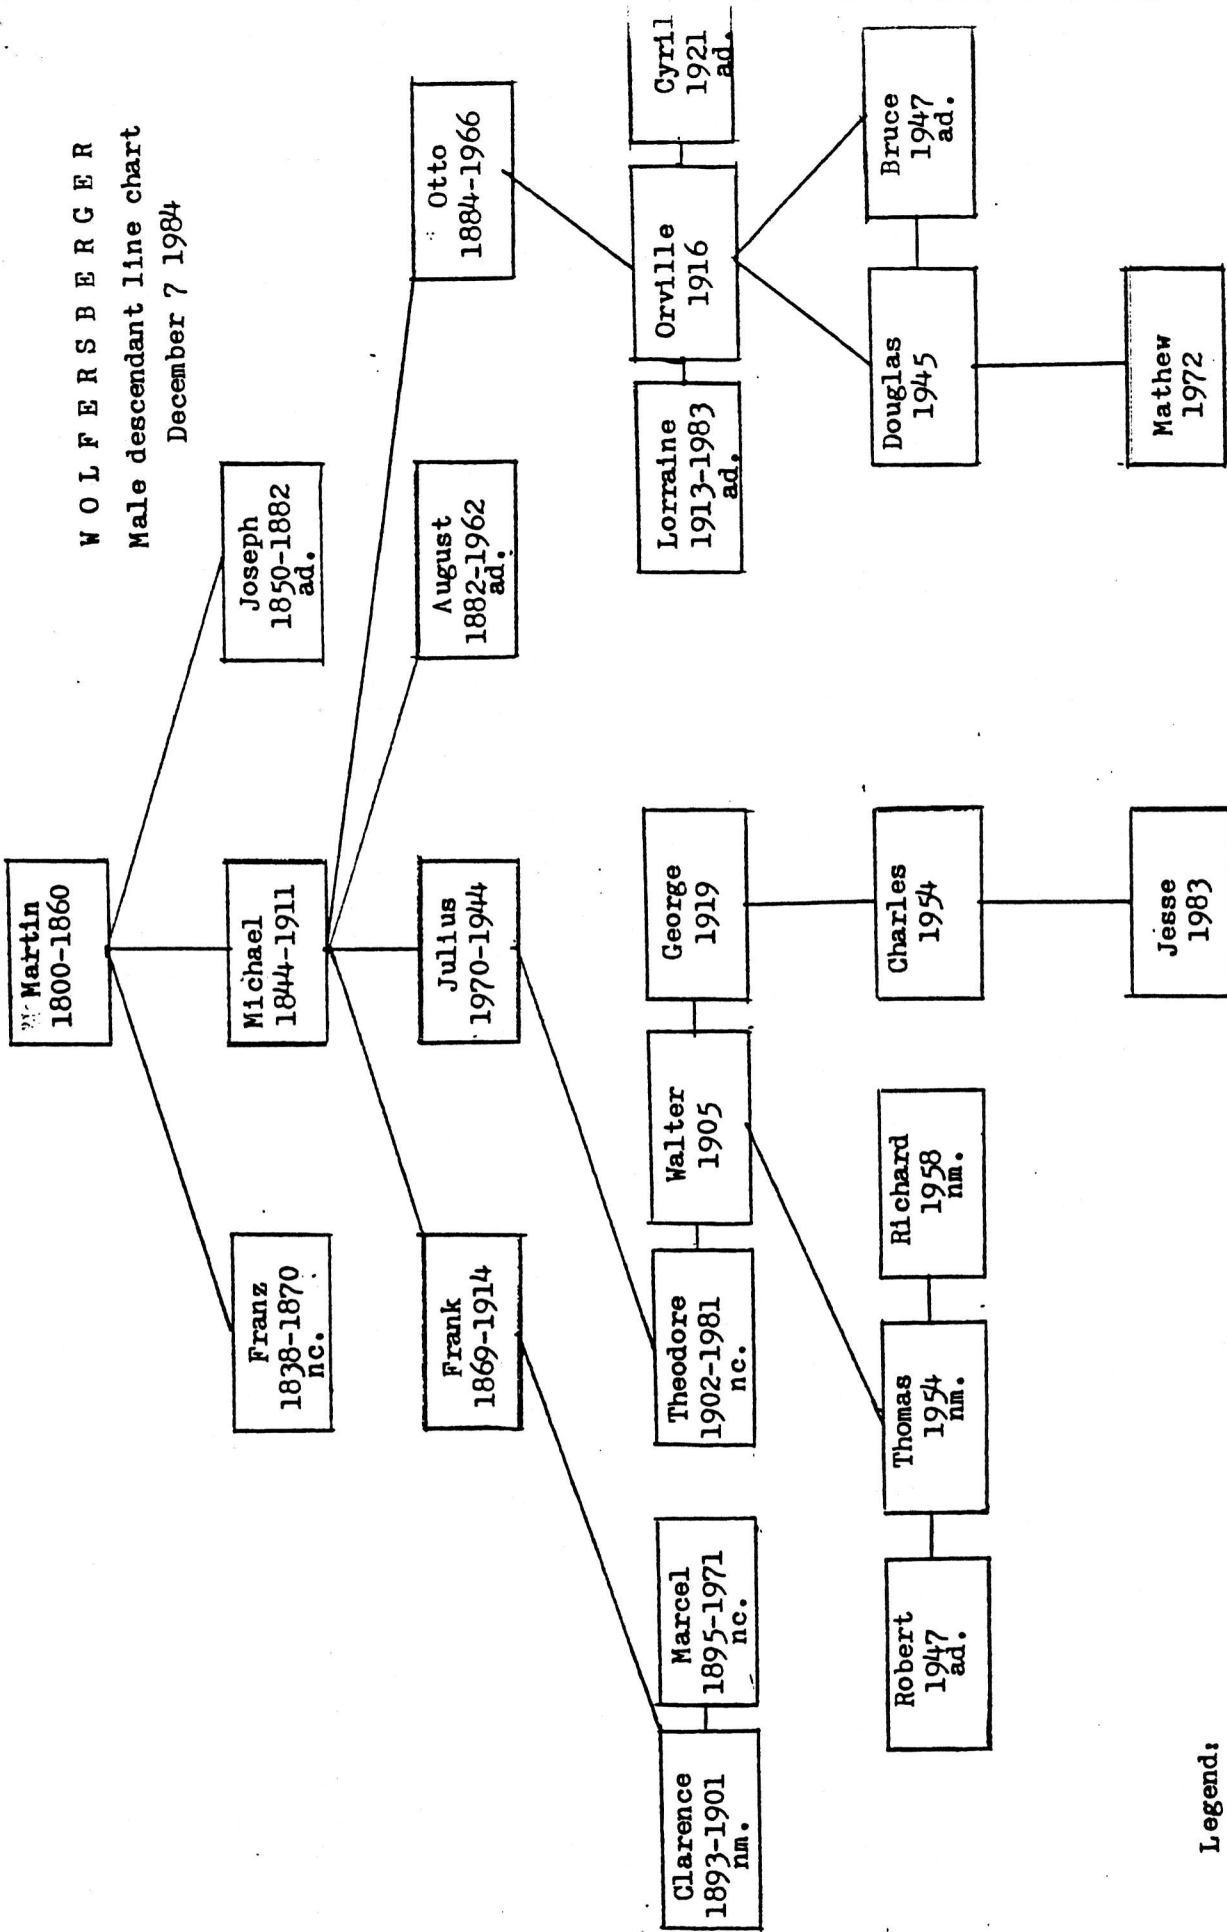 W O L F E R S B E R G E R
Male descendant line chart
December 7 1984
Martin
1800-1860
Franz
1838-1870
nc.
Michael
1844-1911
Joseph
1850-1882
ad.
Frank
1869-1914
Julius
1970-1944
August
1882-1962
ad.
Otto
1884-1966
Clarence
1893-1901
nm.
Marcel
1895-1971
nc.
Theodore
1902-1981
nc.
Walter
1905
George
1919
Lorraine
1913-1983
ad.
Orville
1916
Cyril
1921
ad.
Robert
1947
ad.
Thomas
1954
nm.
Richard
1958
nm.
Charles
1954
Douglas
1945
Bruce
1947
ad.
Jesse
1983
Mathew
1972
Legend: